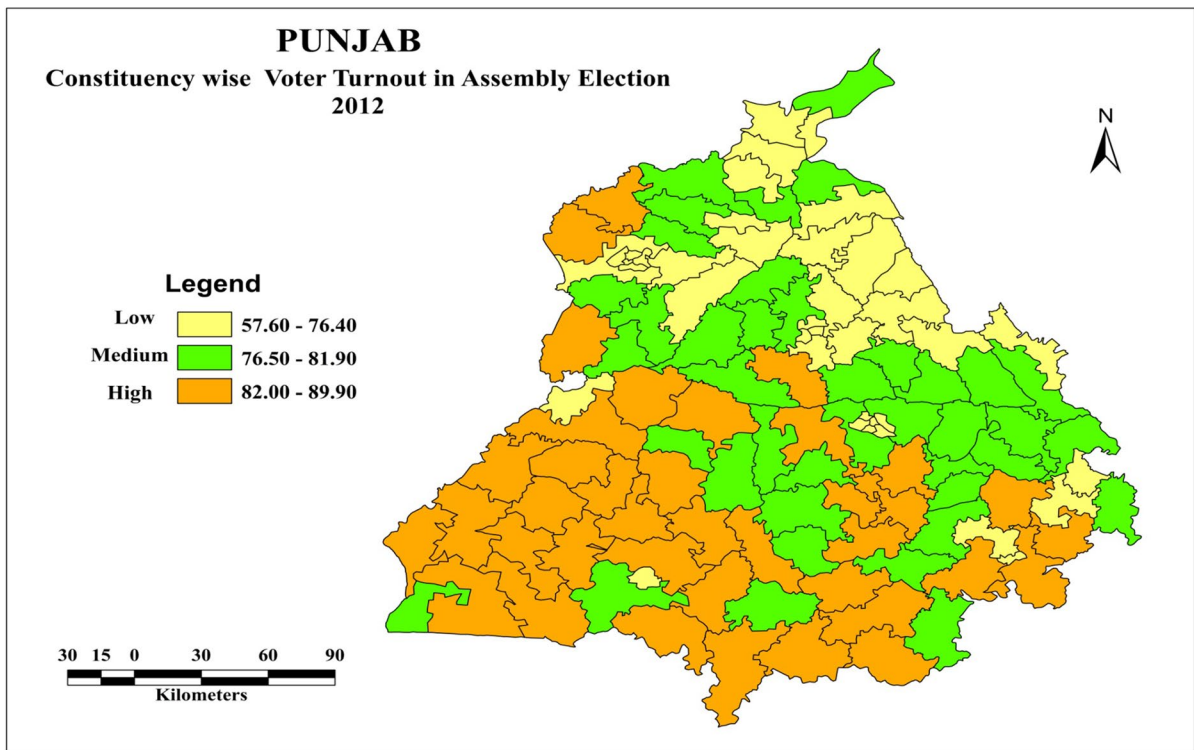 PUNJAB
Constituency wise Voter Turnout in Assembly Election
2012
N
Legend
Low 57.60 - 76.40
Medium 76.50 - 81.90
High 82.00 - 89.90
30 15 0 30 60 90
Kilometers